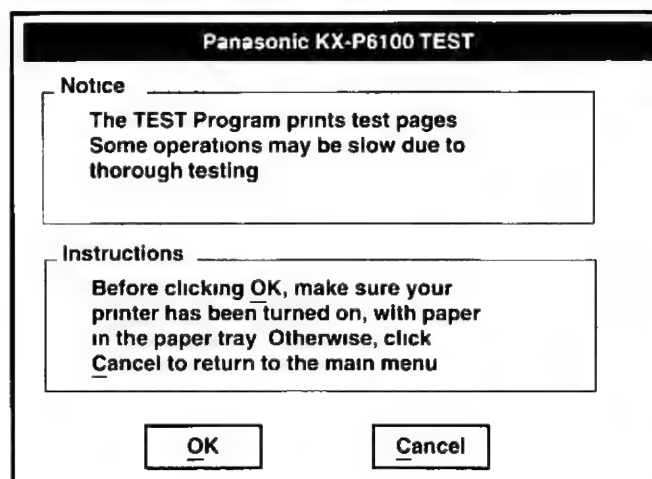 Panasonic KX-P6100 TEST
Notice
The TEST Program prints test pages
Some operations may be slow due to
thorough testing
Instructions
Before clicking OK, make sure your
printer has been turned on, with paper
in the paper tray Otherwise, click
Cancel to return to the main menu
OK
Cancel